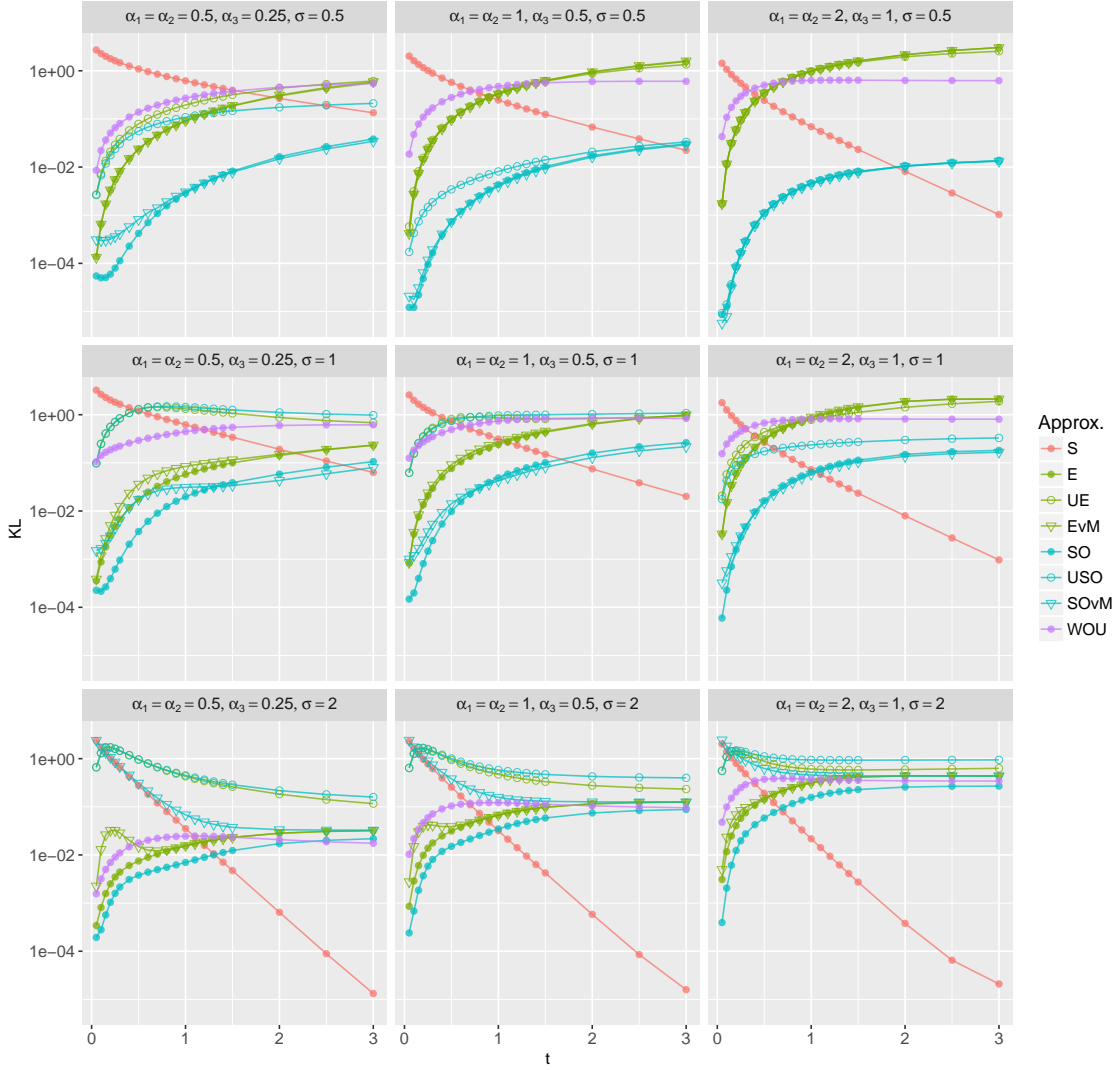 α₁ = α₂ = 0.5, α₃ = 0.25, σ = 0.5
α₁ = α₂ = 1, α₃ = 0.5, σ = 0.5
α₁ = α₂ = 2, α₃ = 1, σ = 0.5
1e+00
1e−02
1e−04
α₁ = α₂ = 0.5, α₃ = 0.25, σ = 1
α₁ = α₂ = 1, α₃ = 0.5, σ = 1
α₁ = α₂ = 2, α₃ = 1, σ = 1
1e+00
1e−02
1e−04
KL
α₁ = α₂ = 0.5, α₃ = 0.25, σ = 2
α₁ = α₂ = 1, α₃ = 0.5, σ = 2
α₁ = α₂ = 2, α₃ = 1, σ = 2
1e+00
1e−02
1e−04
0 1 2 3
0 1 2 3
0 1 2 3
t
Approx.
S
E
UE
EvM
SO
USO
SOvM
WOU